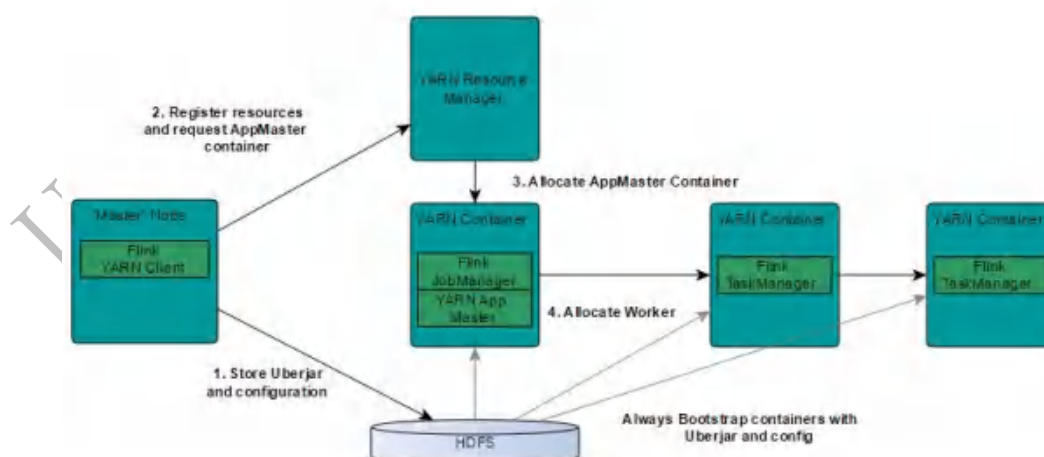 YARN Resource
Manager
2. Register resources
and request AppMaster
container
3. Allocate AppMaster Container
"Master" Node
Flink
YARN Client
YARN Container
Flink
JobManager
YARN App
Master
4. Allocate Worker
YARN Container
Flink
TaskManager
YARN Container
Flink
TaskManager
1. Store Uberjar
and configuration
HDFS
Always Bootstrap containers with
Uberjar and config